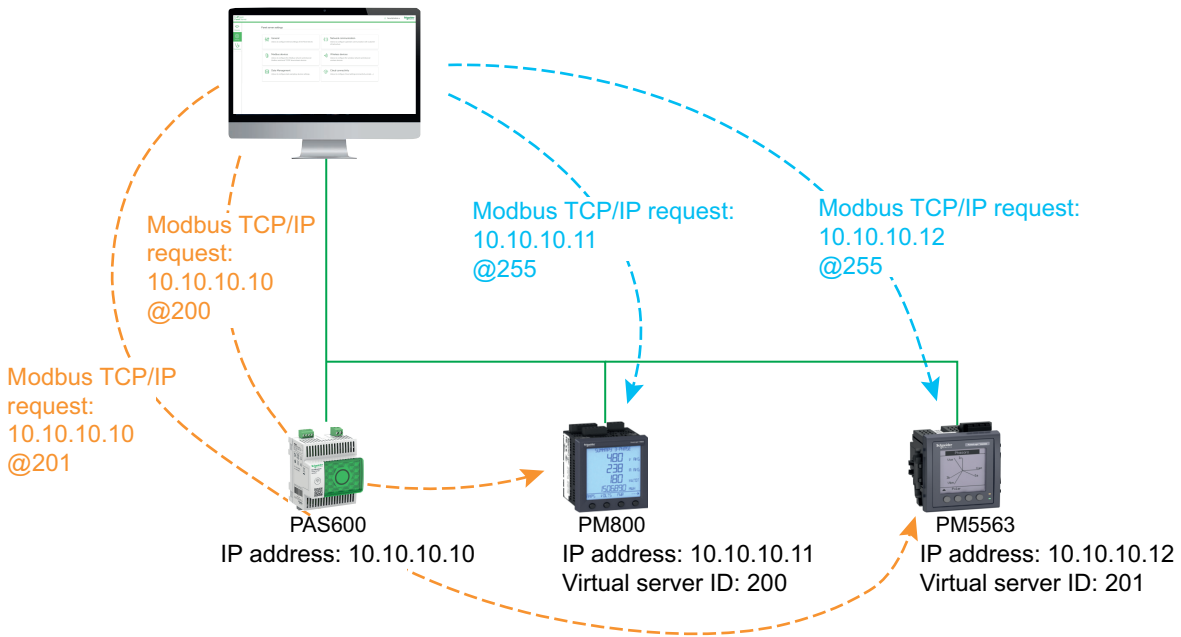 Modbus TCP/IP
request:
10.10.10.10
@200
Modbus TCP/IP request:
10.10.10.11
@255
Modbus TCP/IP request:
10.10.10.12
@255
Modbus TCP/IP
request:
10.10.10.10
@201
PAS600
IP address: 10.10.10.10
PM800
IP address: 10.10.10.11
Virtual server ID: 200
PM5563
IP address: 10.10.10.12
Virtual server ID: 201